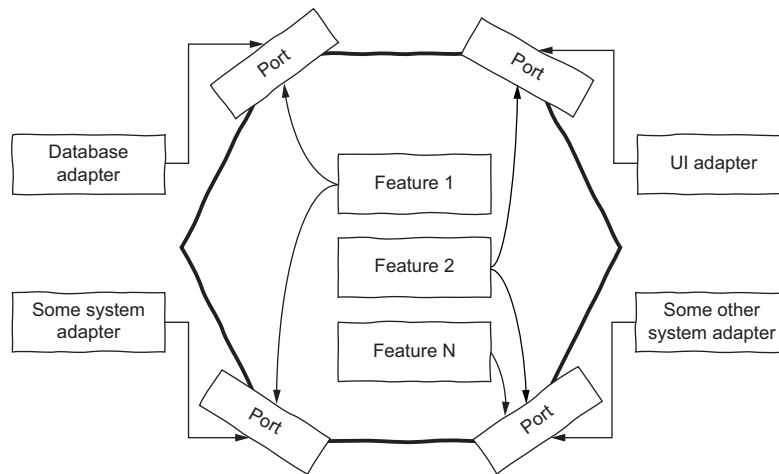 Port
Port
Database
adapter
UI adapter
Feature 1
Feature 2
Some system
adapter
Some other
system adapter
Feature N
Port
Port